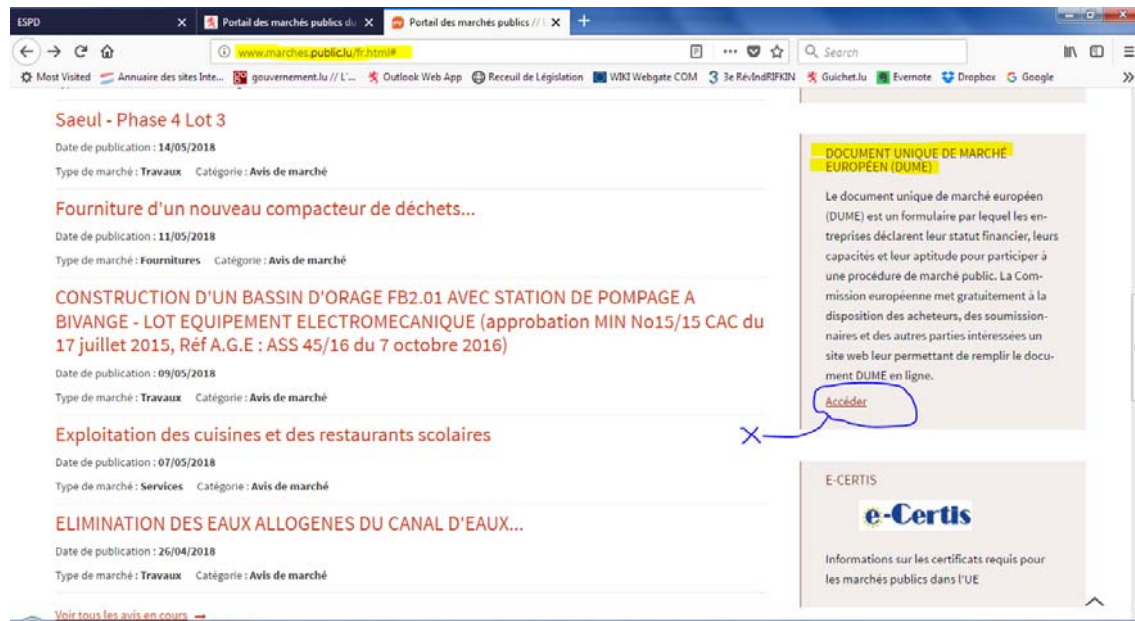 ESPD
Portail des marchés publics du
Portail des marchés publics // L
www.marches.public.lu/fr.html#
Search
Most Visited
Annuaire des sites Inte...
gouvernement.lu // L'...
Outlook Web App
Receuil de Législation
WIKI Webgate COM
3e RévIndRIFKIN
Guichet.lu
Evernote
Dropbox
Google
Saeul - Phase 4 Lot 3
Date de publication : 14/05/2018
Type de marché : Travaux Catégorie : Avis de marché
Fourniture d'un nouveau compacteur de déchets...
Date de publication : 11/05/2018
Type de marché : Fournitures Catégorie : Avis de marché
CONSTRUCTION D'UN BASSIN D'ORAGE FB2.01 AVEC STATION DE POMPAGE A
BIVANGE - LOT EQUIPEMENT ELECTROMECANIQUE (approbation MIN No15/15 CAC du
17 juillet 2015, Réf A.G.E : ASS 45/16 du 7 octobre 2016)
Date de publication : 09/05/2018
Type de marché : Travaux Catégorie : Avis de marché
Exploitation des cuisines et des restaurants scolaires
Date de publication : 07/05/2018
Type de marché : Services Catégorie : Avis de marché
ELIMINATION DES EAUX ALLOGENES DU CANAL D'EAUX...
Date de publication : 26/04/2018
Type de marché : Travaux Catégorie : Avis de marché
Voir tous les avis en cours
DOCUMENT UNIQUE DE MARCHÉ
EUROPÉEN (DUME)
Le document unique de marché européen
(DUME) est un formulaire par lequel les en-
treprises déclarent leur statut financier, leurs
capacités et leur aptitude pour participer à
une procédure de marché public. La Com-
mission européenne met gratuitement à la
disposition des acheteurs, des soumission-
naires et des autres parties intéressées un
site web leur permettant de remplir le docu-
ment DUME en ligne.
Accéder
X
E-CERTIS
e-Certis
Informations sur les certificats requis pour
les marchés publics dans l'UE